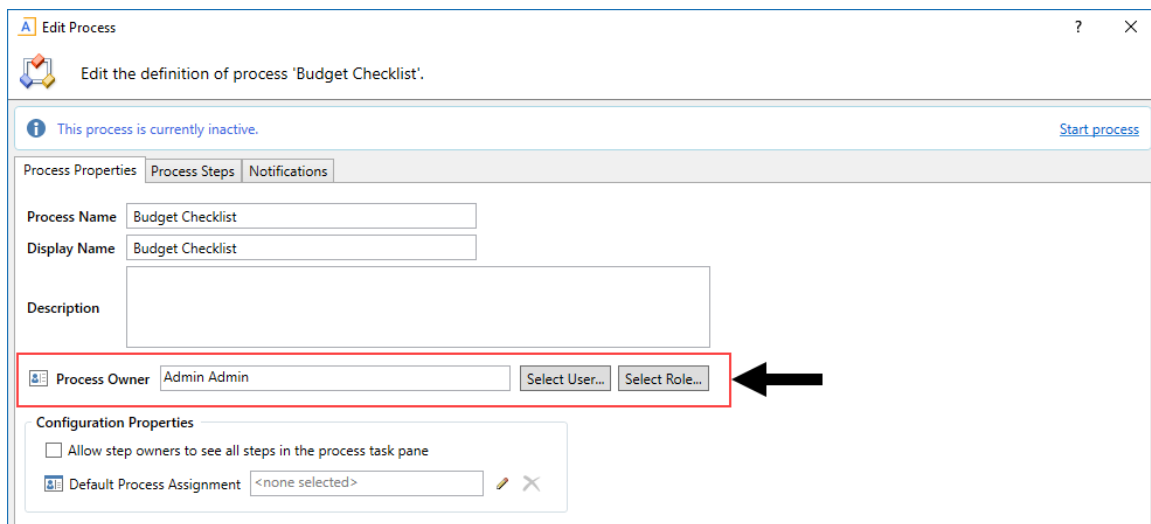 A Edit Process ?
Edit the definition of process 'Budget Checklist'.
This process is currently inactive. Start process
Process Properties Process Steps Notifications
Process Name Budget Checklist
Display Name Budget Checklist
Description
Process Owner Admin Admin Select User... Select Role...
Configuration Properties
Allow step owners to see all steps in the process task pane
Default Process Assignment <none selected>